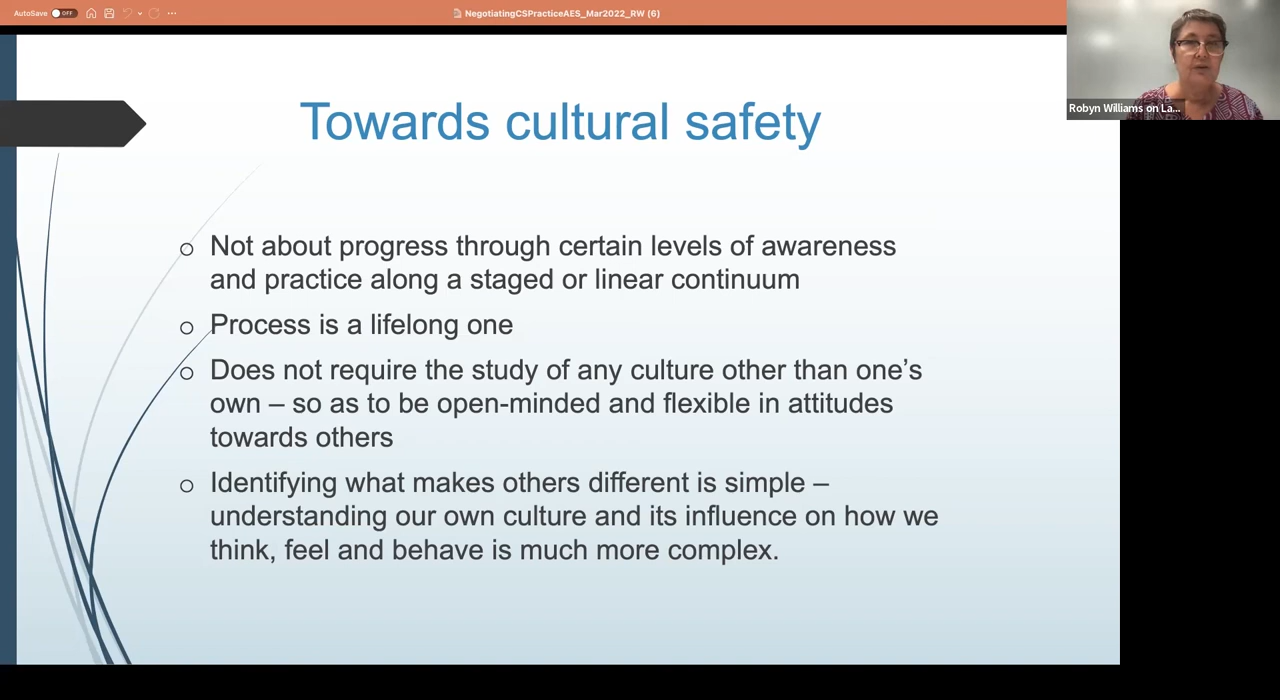 AutoSave OFF
NegotiatingCSPracticeAES_Mar2022_RW (6)
Robyn Williams on La...
Towards cultural safety
Not about progress through certain levels of awareness
and practice along a staged or linear continuum
Process is a lifelong one
Does not require the study of any culture other than one’s
own – so as to be open-minded and flexible in attitudes
towards others
Identifying what makes others different is simple –
understanding our own culture and its influence on how we
think, feel and behave is much more complex.